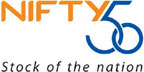 NIFTY50
Stock of the nation